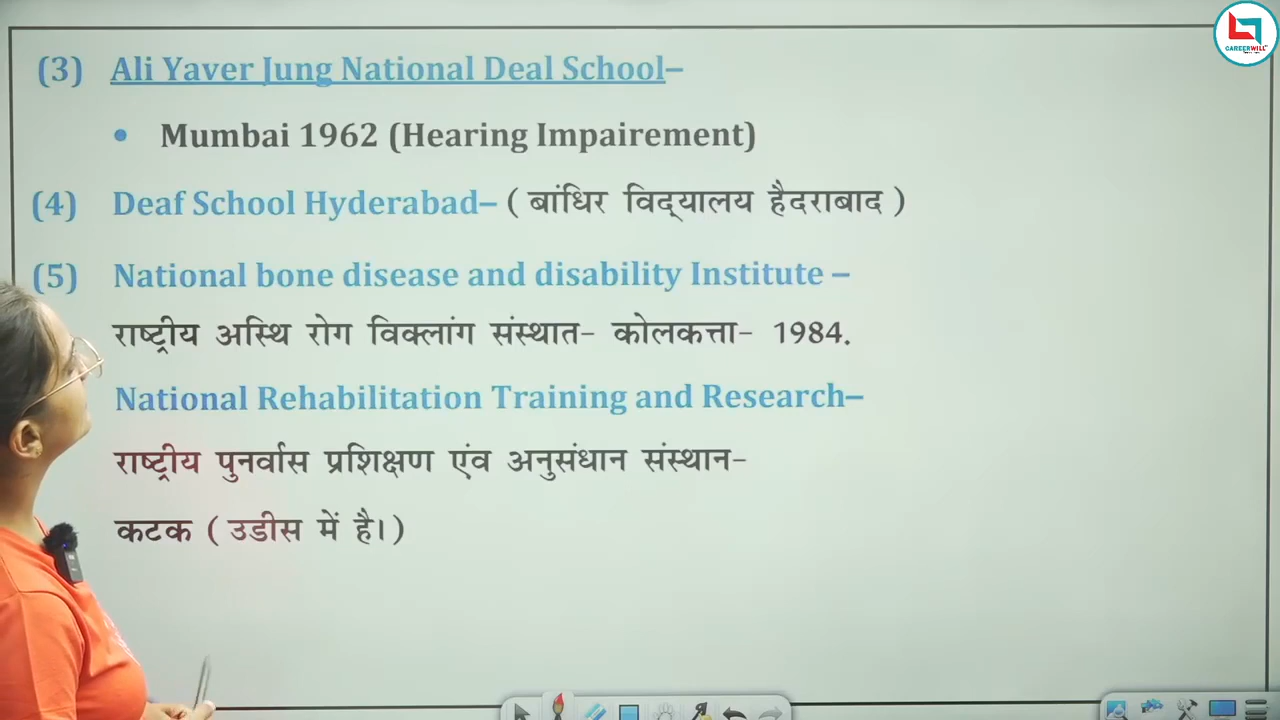 CAREERWILL
(3) Ali Yaver Jung National Deal School–
• Mumbai 1962 (Hearing Impairement)
(4) Deaf School Hyderabad– ( बांधिर विद्‌यालय हैदराबाद )
(5) National bone disease and disability Institute –
राष्ट्रीय अस्थि रोग विक्लांग संस्थात– कोलकत्ता– 1984.
National Rehabilitation Training and Research–
राष्ट्रीय पुनर्वास प्रशिक्षण एंव अनुसंधान संस्थान–
कटक ( उडीस में है। )